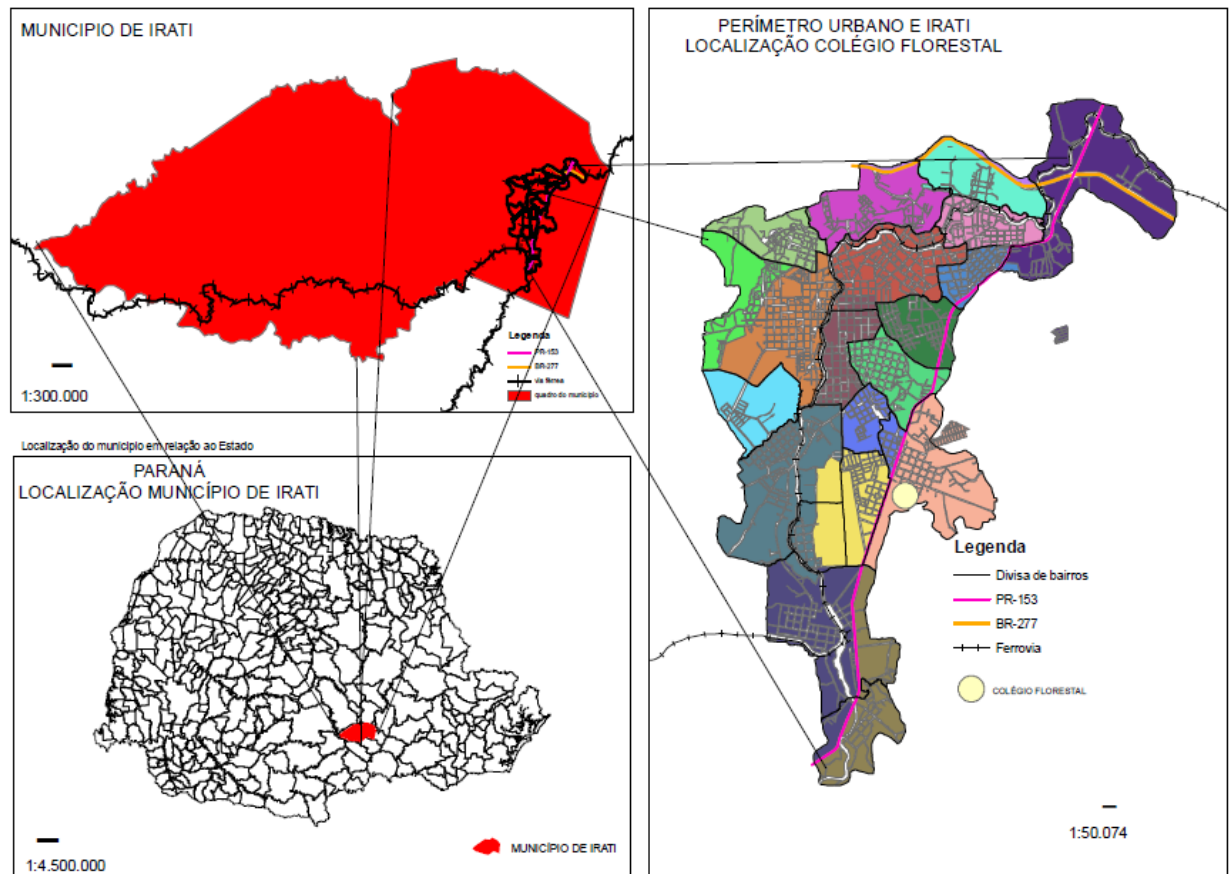 MUNICIPIO DE IRATI
Legenda
PR-153
BR-277
via férrea
quadro do município
1:300.000
Localização do município em relação ao Estado
PARANÁ
LOCALIZAÇÃO MUNICÍPIO DE IRATI
MUNICÍPIO DE IRATI
1:4.500.000
PERÍMETRO URBANO E IRATI
LOCALIZAÇÃO COLÉGIO FLORESTAL
Legenda
Divisa de bairros
PR-153
BR-277
Ferrovia
COLÉGIO FLORESTAL
1:50.074